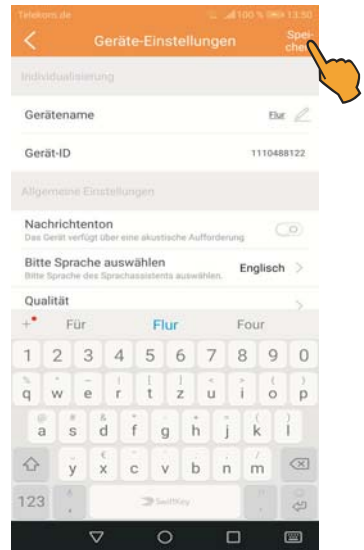 Telekom.de 100 % 13:50
Geräte-Einstellungen
Spei-
chern
Individualisierung
Gerätename Flur
Gerät-ID 1110488122
Allgemeine Einstellungen
Nachrichtenton
Das Gerät verfügt über eine akustische Aufforderung.
Bitte Sprache auswählen Englisch
Bitte Sprache des Sprachassistents auswählen.
Qualität
Für Flur Four
1 2 3 4 5 6 7 8 9 0
q w e r t z u i o p
a s d f g h j k l
y x c v b n m
123 , SwiftKey .